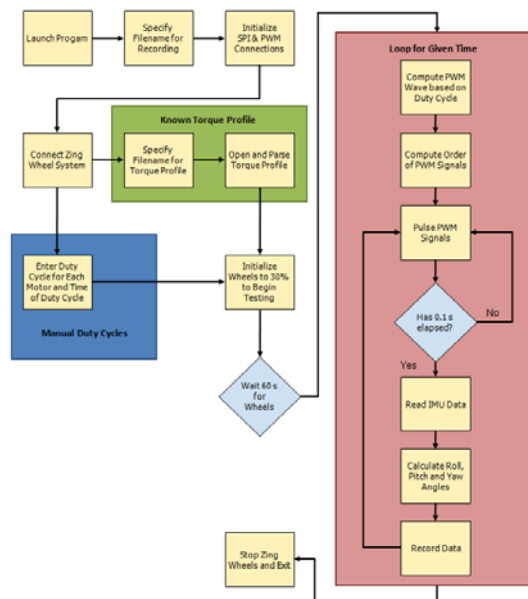 Launch Progam
Specify
Filename for
Recording
Initialize
SPI & PWM
Connections
Connect Zing
Wheel System
Known Torque Profile
Specify
Filename for
Torque Profile
Open and Parse
Torque Profile
Enter Duty
Cycle for Each
Motor and Time
of Duty Cycle
Manual Duty Cycles
Initialize
Wheels to 30%
to Begin
Testing
Wait 60 s
for
Wheels
Loop for Given Time
Compute PWM
Wave based on
Duty Cycle
Compute Order
of PWM Signals
Pulse PWM
Signals
Has 0.1 s
elapsed?
No
Yes
Read IMU Data
Calculate Roll,
Pitch and Yaw
Angles
Record Data
Stop Zing
Wheels and Exit